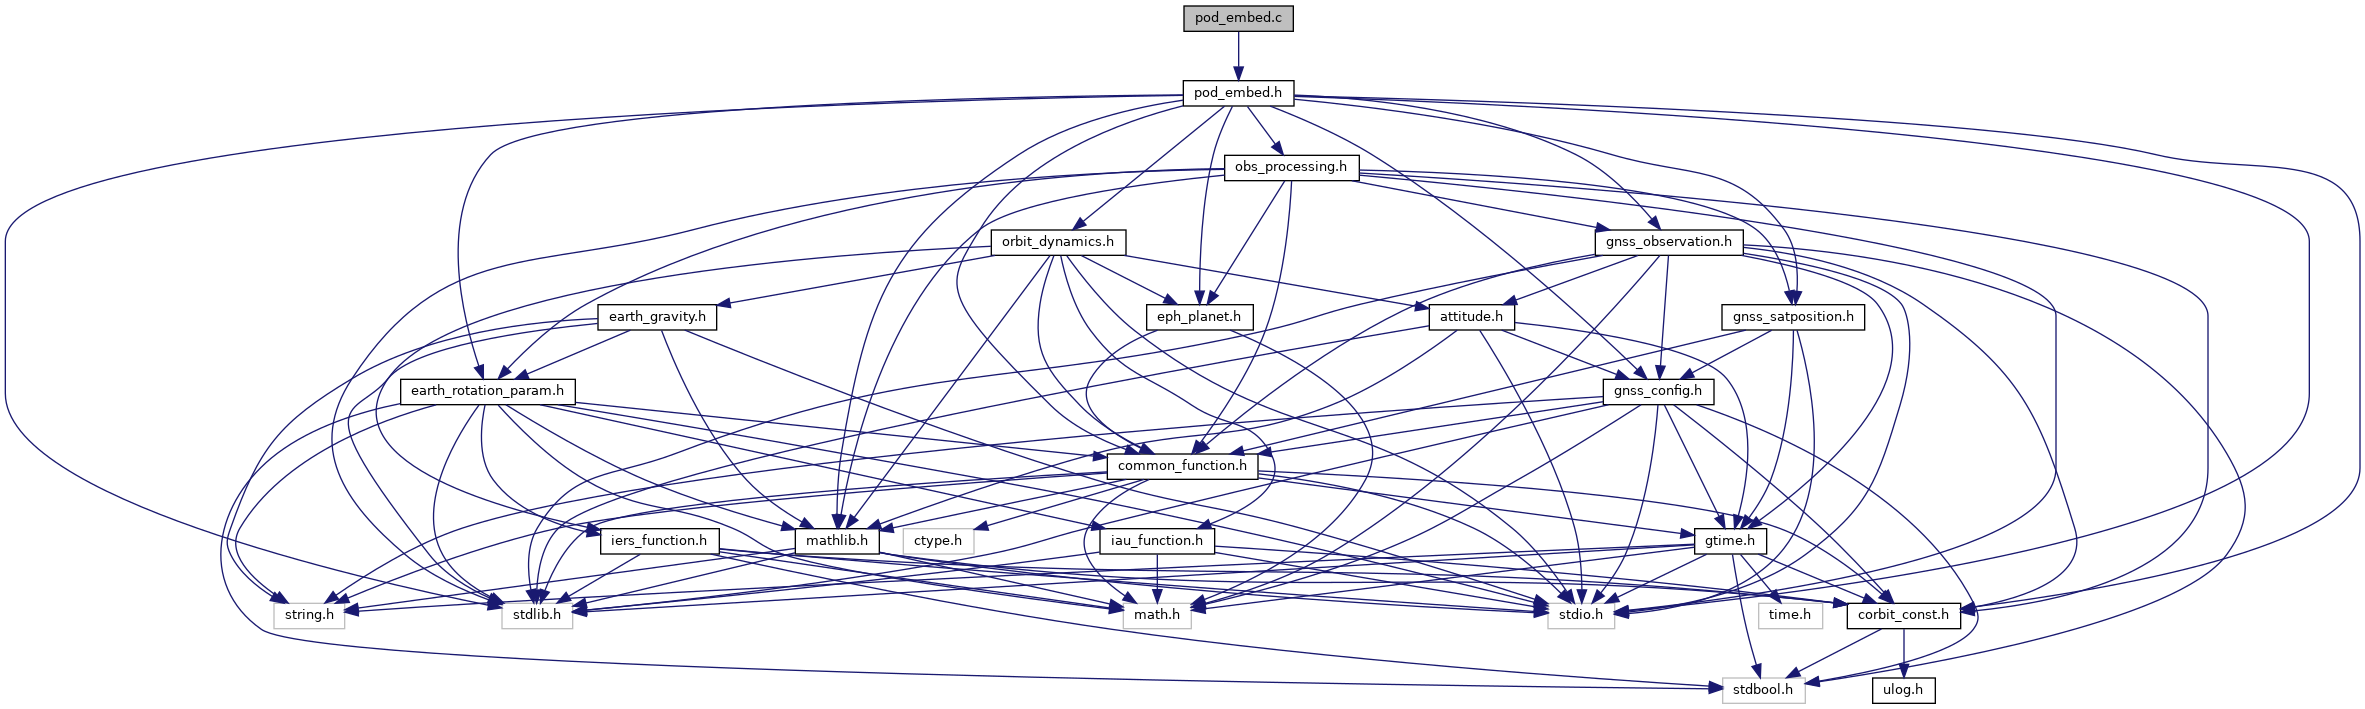 pod_embed.c
pod_embed.h
obs_processing.h
orbit_dynamics.h
gnss_observation.h
earth_gravity.h
eph_planet.h
attitude.h
gnss_satposition.h
earth_rotation_param.h
gnss_config.h
common_function.h
iers_function.h
mathlib.h
ctype.h
iau_function.h
gtime.h
string.h
stdlib.h
math.h
stdio.h
time.h
corbit_const.h
stdbool.h
ulog.h